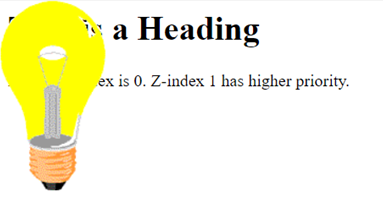 is a Heading
is 0. Z-index 1 has higher priority.